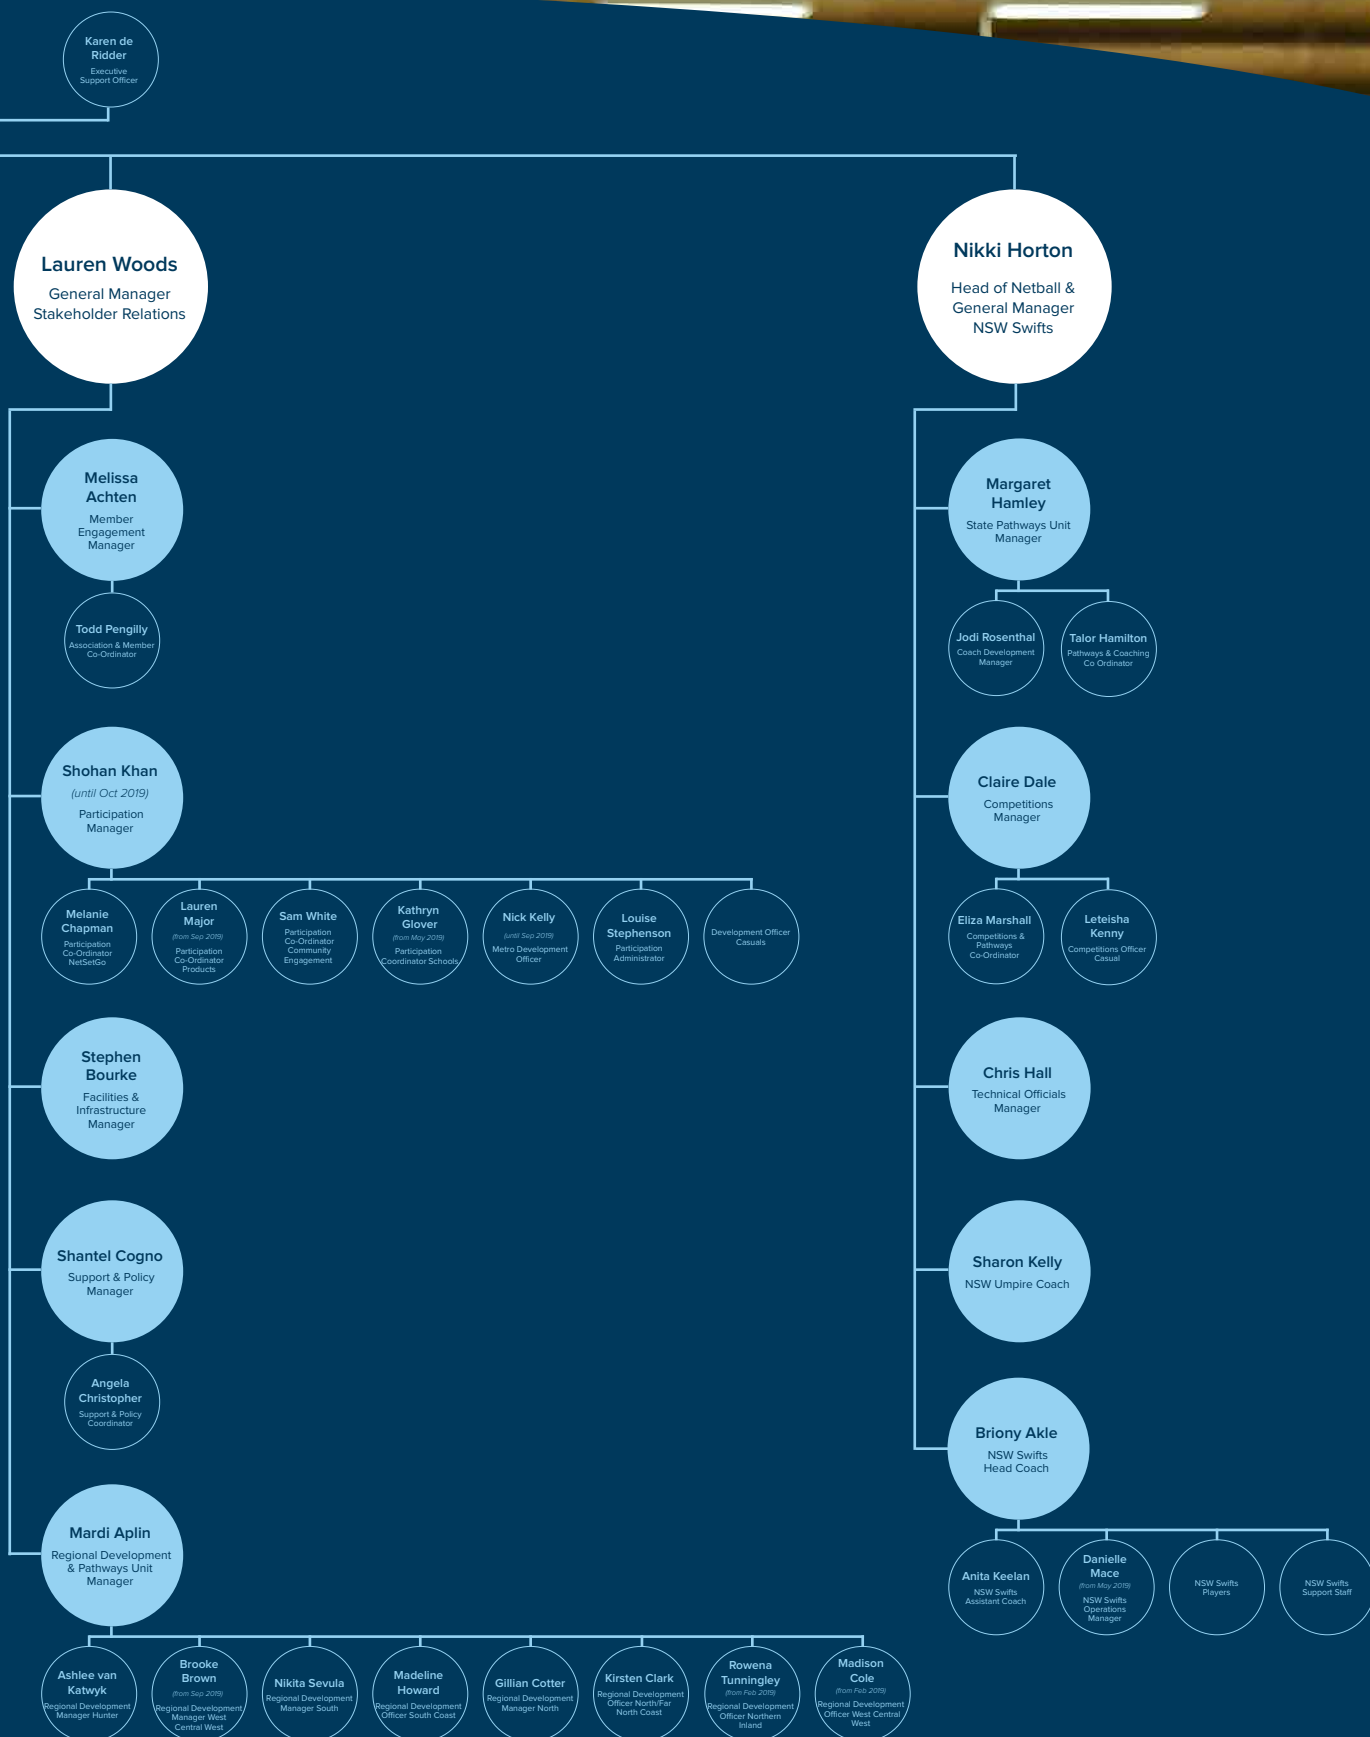 Karen de
Ridder
Executive
Support Officer
Lauren Woods
General Manager
Stakeholder Relations
Nikki Horton
Head of Netball &
General Manager
NSW Swifts
Melissa
Achten
Member
Engagement
Manager
Todd Pengilly
Association & Member
Co-Ordinator
Margaret
Hamley
State Pathways Unit
Manager
Jodi Rosenthal
Coach Development
Manager
Talor Hamilton
Pathways & Coaching
Co Ordinator
Shohan Khan
(until Oct 2019)
Participation
Manager
Melanie
Chapman
Participation
Co-Ordinator
NetSetGo
Lauren
Major
(from Sep 2019)
Participation
Co-Ordinator
Products
Sam White
Participation
Co-Ordinator
Community
Engagement
Kathryn
Glover
(from May 2019)
Participation
Coordinator Schools
Nick Kelly
(until Sep 2019)
Metro Development
Officer
Louise
Stephenson
Participation
Administrator
Development Officer
Casuals
Claire Dale
Competitions
Manager
Eliza Marshall
Competitions &
Pathways
Co-Ordinator
Leteisha
Kenny
Competitions Officer
Casual
Stephen
Bourke
Facilities &
Infrastructure
Manager
Chris Hall
Technical Officials
Manager
Shantel Cogno
Support & Policy
Manager
Angela
Christopher
Support & Policy
Coordinator
Sharon Kelly
NSW Umpire Coach
Briony Akle
NSW Swifts
Head Coach
Anita Keelan
NSW Swifts
Assistant Coach
Danielle
Mace
(from May 2019)
NSW Swifts
Operations
Manager
NSW Swifts
Players
NSW Swifts
Support Staff
Mardi Aplin
Regional Development
& Pathways Unit
Manager
Ashlee van
Katwyk
Regional Development
Manager Hunter
Brooke
Brown
(from Sep 2019)
Regional Development
Manager West
Central West
Nikita Sevula
Regional Development
Manager South
Madeline
Howard
Regional Development
Officer South Coast
Gillian Cotter
Regional Development
Manager North
Kirsten Clark
Regional Development
Officer North/Far
North Coast
Rowena
Tunningley
(from Feb 2019)
Regional Development
Officer Northern
Inland
Madison
Cole
(from Feb 2019)
Regional Development
Officer West Central
West